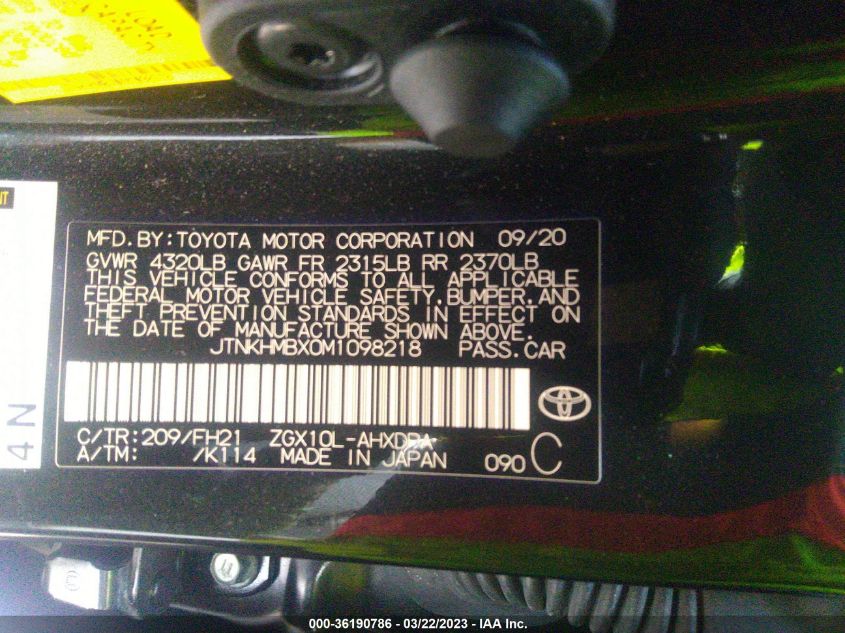 MFD.BY:TOYOTA MOTOR CORPORATION 09/20
GVWR 4320LB GAWR FR 2315LB RR 2370LB
THIS VEHICLE CONFORMS TO ALL APPLICABLE
FEDERAL MOTOR VEHICLE SAFETY,BUMPER,AND
THEFT PREVENTION STANDARDS IN EFFECT ON
THE DATE OF MANUFACTURE SHOWN ABOVE.
JTNKHMBX0M1098218 PASS.CAR
C/TR:209/FH21 ZGX10L-AHXDPA
A/TM: /K114 MADE IN JAPAN 090 C
4N
000-36190786 - 03/22/2023 - IAA Inc.